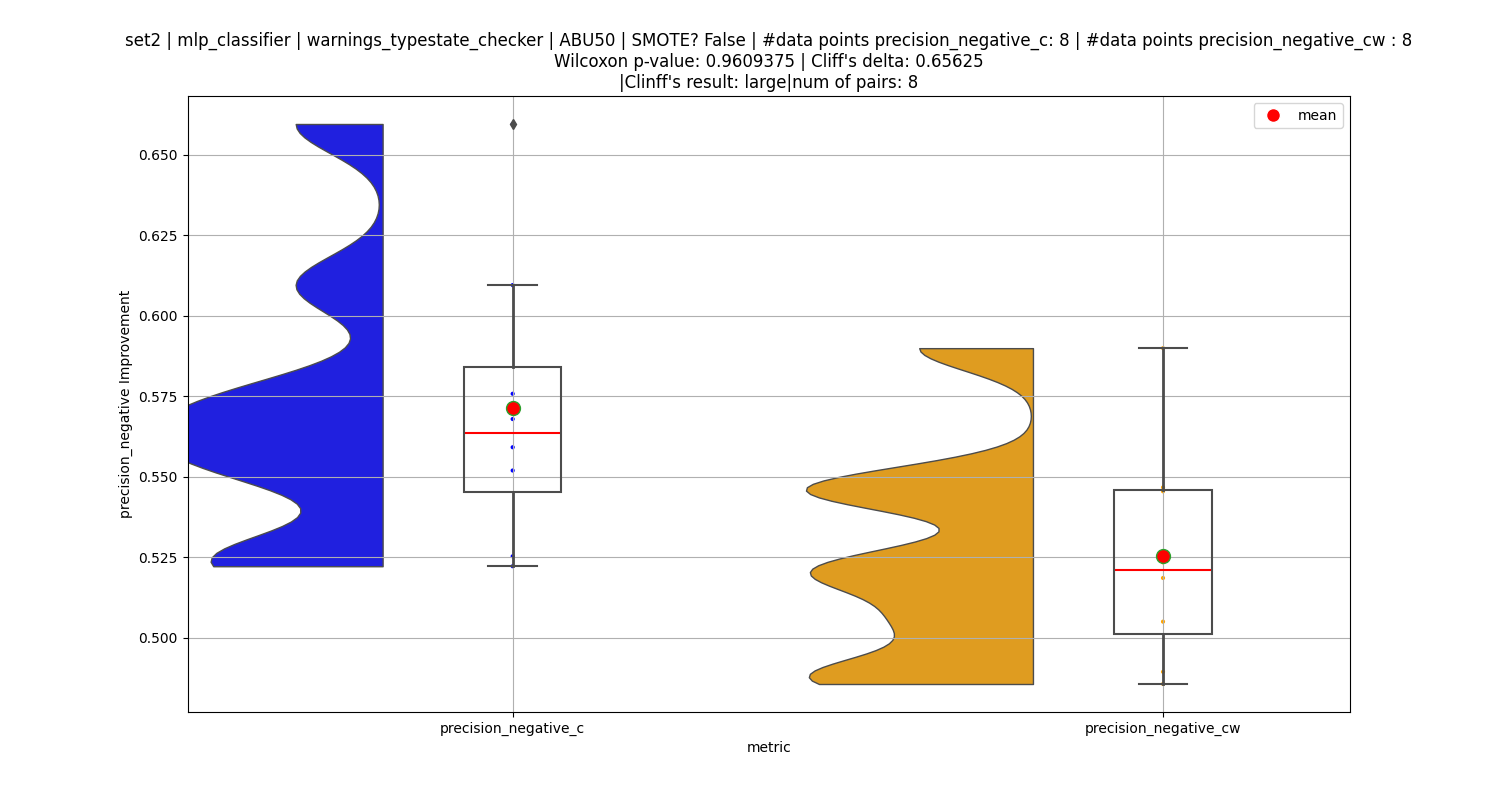 set2 | mlp_classifier | warnings_typestate_checker | ABU50 | SMOTE? False | #data points precision_negative_c: 8 | #data points precision_negative_cw : 8
Wilcoxon p-value: 0.9609375 | Cliff's delta: 0.65625
|Clinff's result: large|num of pairs: 8
mean
0.650
0.625
0.600
0.575
0.550
0.525
0.500
precision_negative Improvement
precision_negative_c
precision_negative_cw
metric